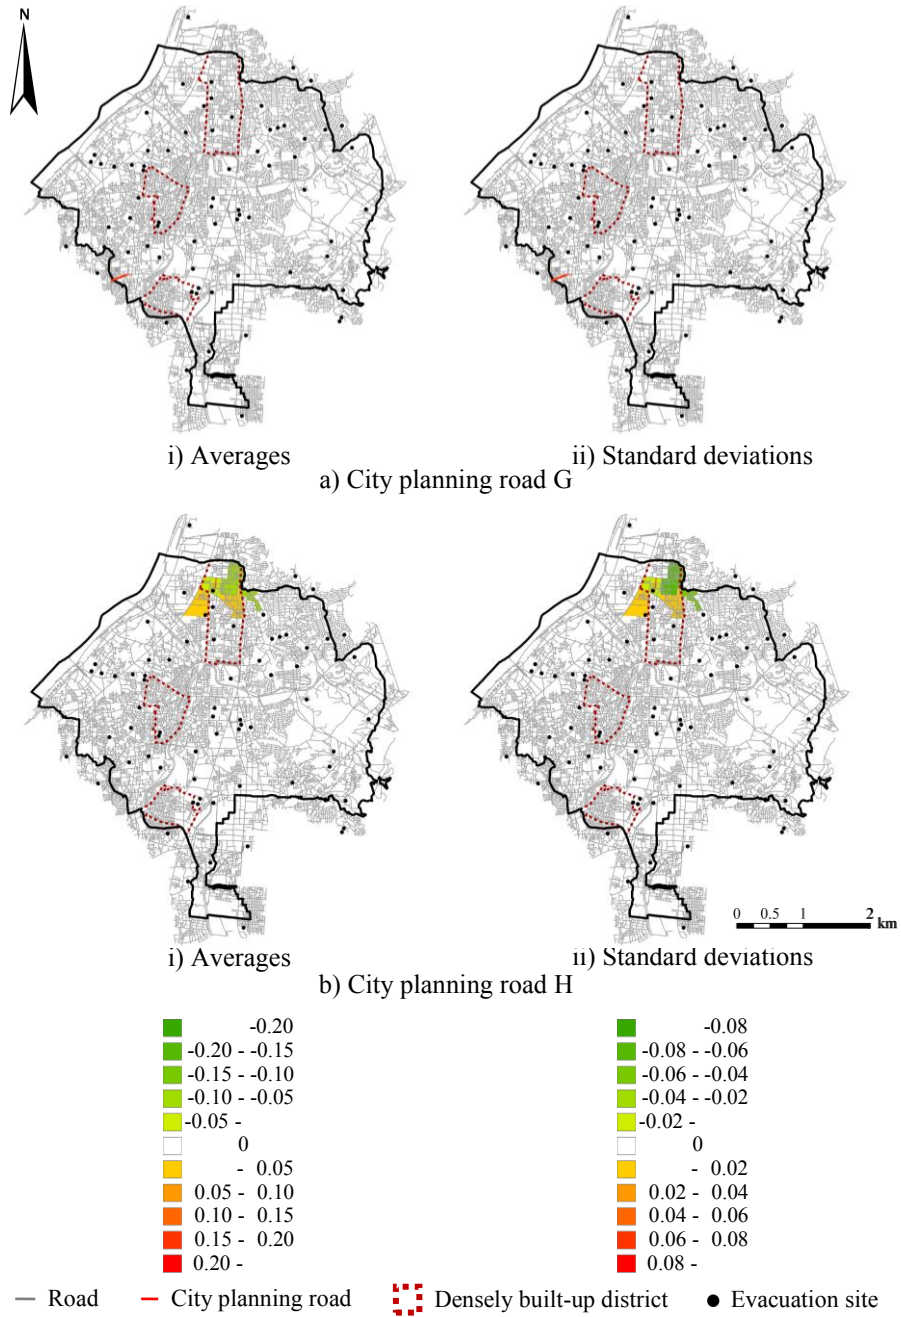 N
i) Averages ii) Standard deviations
a) City planning road G
0 0.5 1 2
km
i) Averages ii) Standard deviations
b) City planning road H
-0.20 -0.08
-0.20 - -0.15 -0.08 - -0.06
-0.15 - -0.10 -0.06 - -0.04
-0.10 - -0.05 -0.04 - -0.02
-0.05 - -0.02 -
0 0
- 0.05 - 0.02
0.05 - 0.10 0.02 - 0.04
0.10 - 0.15 0.04 - 0.06
0.15 - 0.20 0.06 - 0.08
0.20 - 0.08 -
Road City planning road Densely built-up district Evacuation site